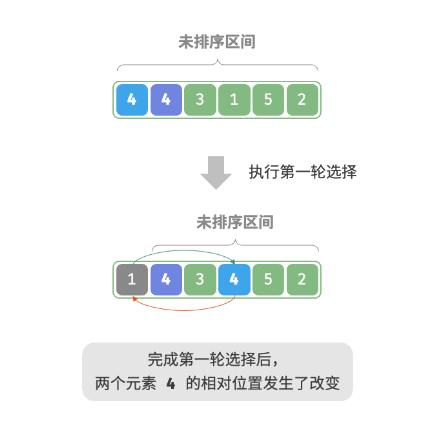 未排序区间
4 4 3 1 5 2
执行第一轮选择
未排序区间
1 4 3 4 5 2
完成第一轮选择后，
两个元素 4 的相对位置发生了改变